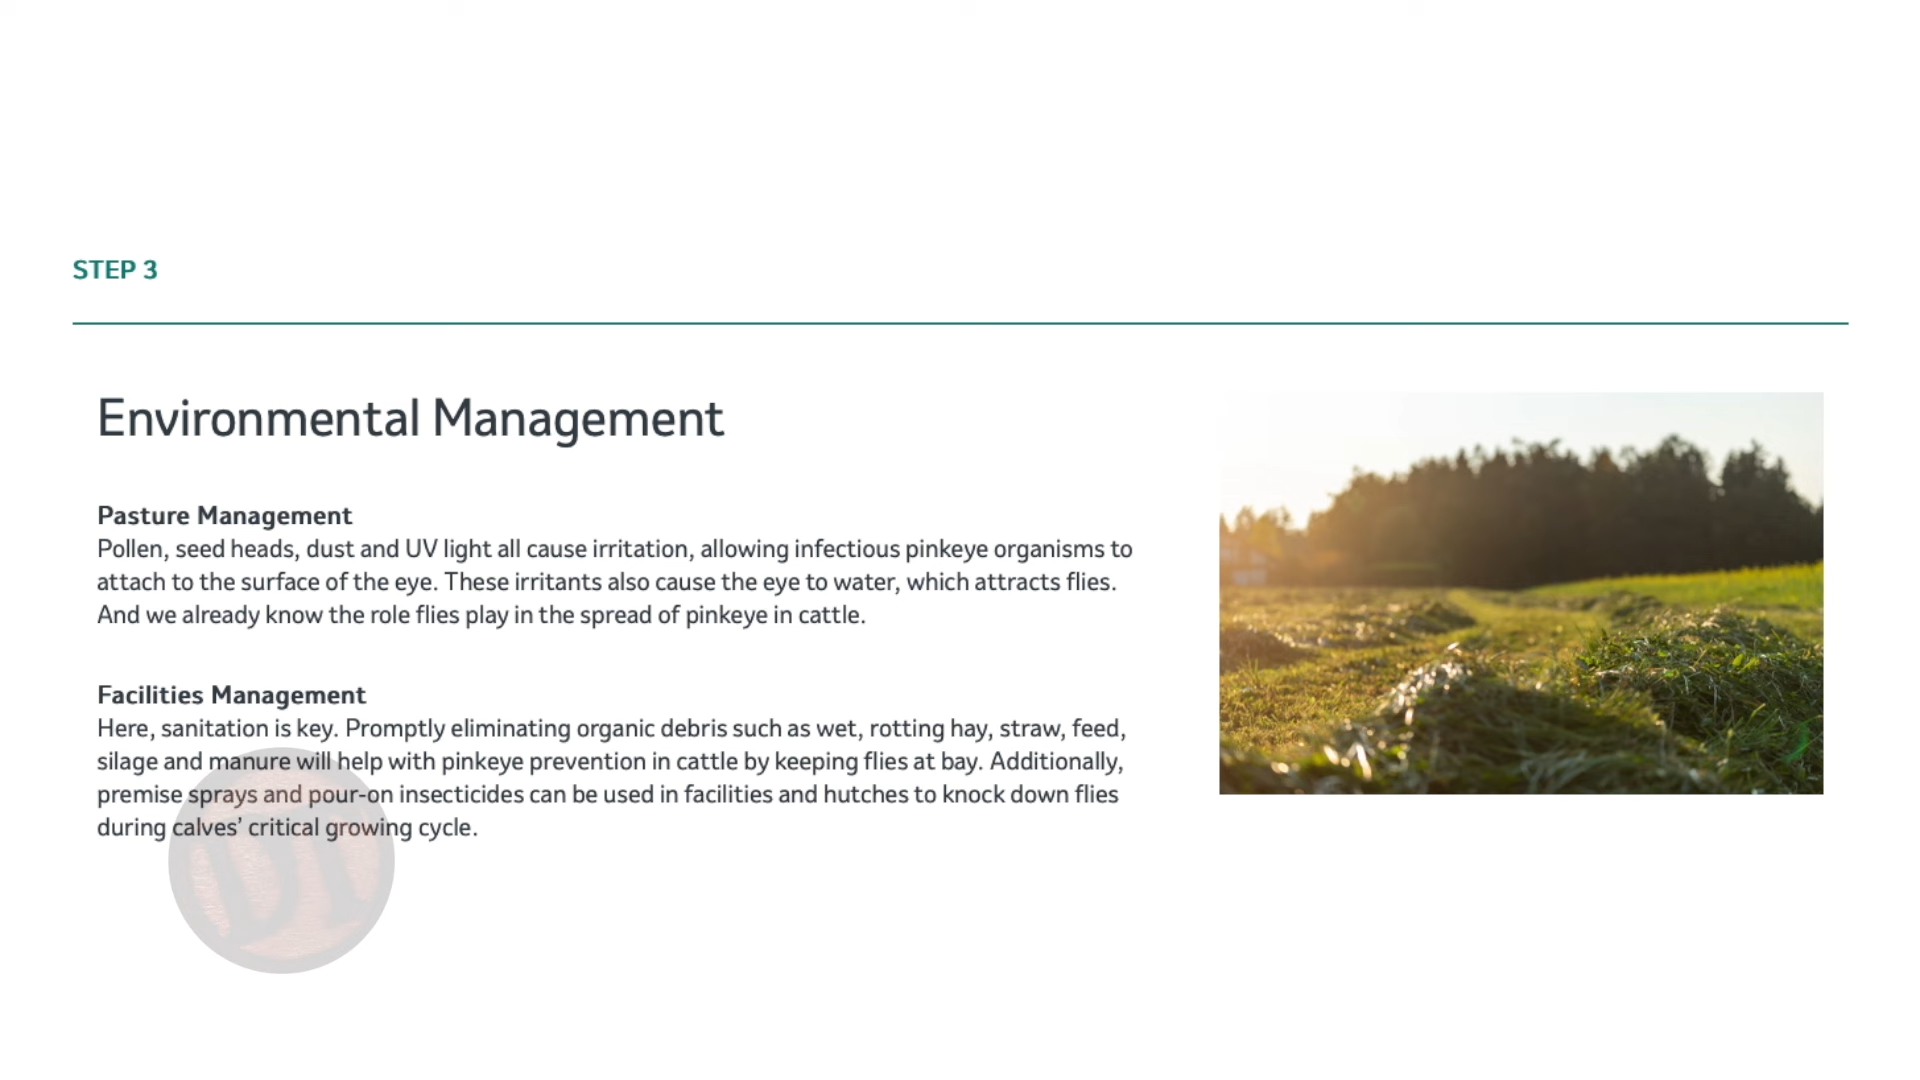 STEP 3
Environmental Management
Pasture Management
Pollen, seed heads, dust and UV light all cause irritation, allowing infectious pinkeye organisms to
attach to the surface of the eye. These irritants also cause the eye to water, which attracts flies.
And we already know the role flies play in the spread of pinkeye in cattle.
Facilities Management
Here, sanitation is key. Promptly eliminating organic debris such as wet, rotting hay, straw, feed,
silage and manure will help with pinkeye prevention in cattle by keeping flies at bay. Additionally,
premise sprays and pour-on insecticides can be used in facilities and hutches to knock down flies
during calves’ critical growing cycle.
DT